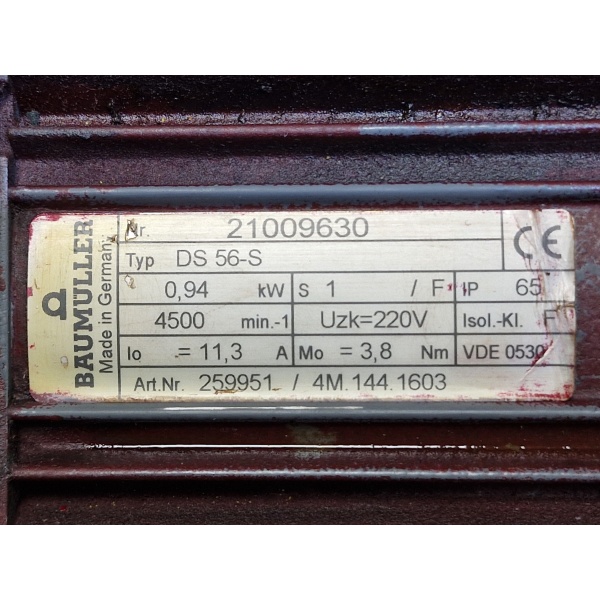 BAUMÜLLER
Made in Germany
Nr. 21009630
Typ DS 56-S
CE
0,94 kW S 1 / F IP 65
4500 min.-1 Uzk=220V Isol.-Kl. F
Io = 11,3 A Mo = 3,8 Nm VDE 0530
Art.Nr. 259951 / 4M.144.1603